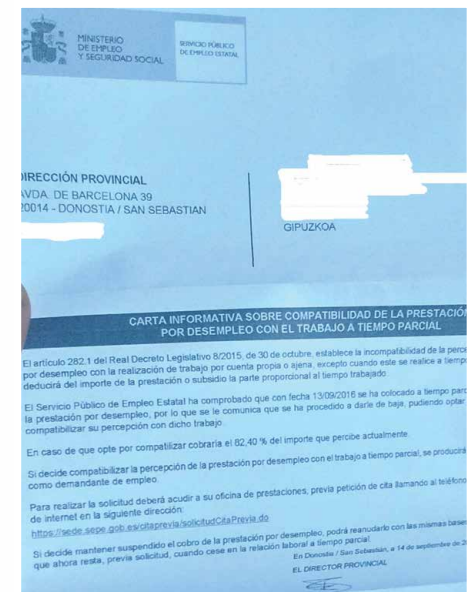 MINISTERIO
DE EMPLEO
Y SEGURIDAD SOCIAL
SERVICIO PÚBLICO
DE EMPLEO ESTATAL
DIRECCIÓN PROVINCIAL
AVDA. DE BARCELONA 39
20014 - DONOSTIA / SAN SEBASTIAN
GIPUZKOA
CARTA INFORMATIVA SOBRE COMPATIBILIDAD DE LA PRESTACIÓN
POR DESEMPLEO CON EL TRABAJO A TIEMPO PARCIAL
El artículo 282.1 del Real Decreto Legislativo 8/2015, de 30 de octubre, establece la incompatibilidad de la
por desempleo con la realización de trabajo por cuenta propia o ajena, excepto cuando este se realice a
deducirá del importe de la prestación o subsidio la parte proporcional al tiempo trabajado.
El Servicio Público de Empleo Estatal ha comprobado que con fecha 13/09/2016 se ha colocado a tiempo
la prestación por desempleo, por lo que se le comunica que se ha procedido a darle de baja, pudiendo optar
compatibilizar su percepción con dicho trabajo.
En caso de que opte por compatilizar cobraría el 82,40 % del importe que percibe actualmente.
Si decide compatibilizar la percepción de la prestación por desempleo con el trabajo a tiempo parcial, se producirá
como demandante de empleo.
Para realizar la solicitud deberá acudir a su oficina de prestaciones, previa petición de cita llamando al teléfono
de internet en la siguiente dirección:
https://sede.sepe.gob.es/citaprevia/solicitudCitaPrevia.do
Si decide mantener suspendido el cobro de la prestación por desempleo, podrá reanudarlo con las mismas
que ahora resta, previa solicitud, cuando cese en la relación laboral a tiempo parcial.
En Donostia / San Sebastián, a 14 de septiembre de
EL DIRECTOR PROVINCIAL